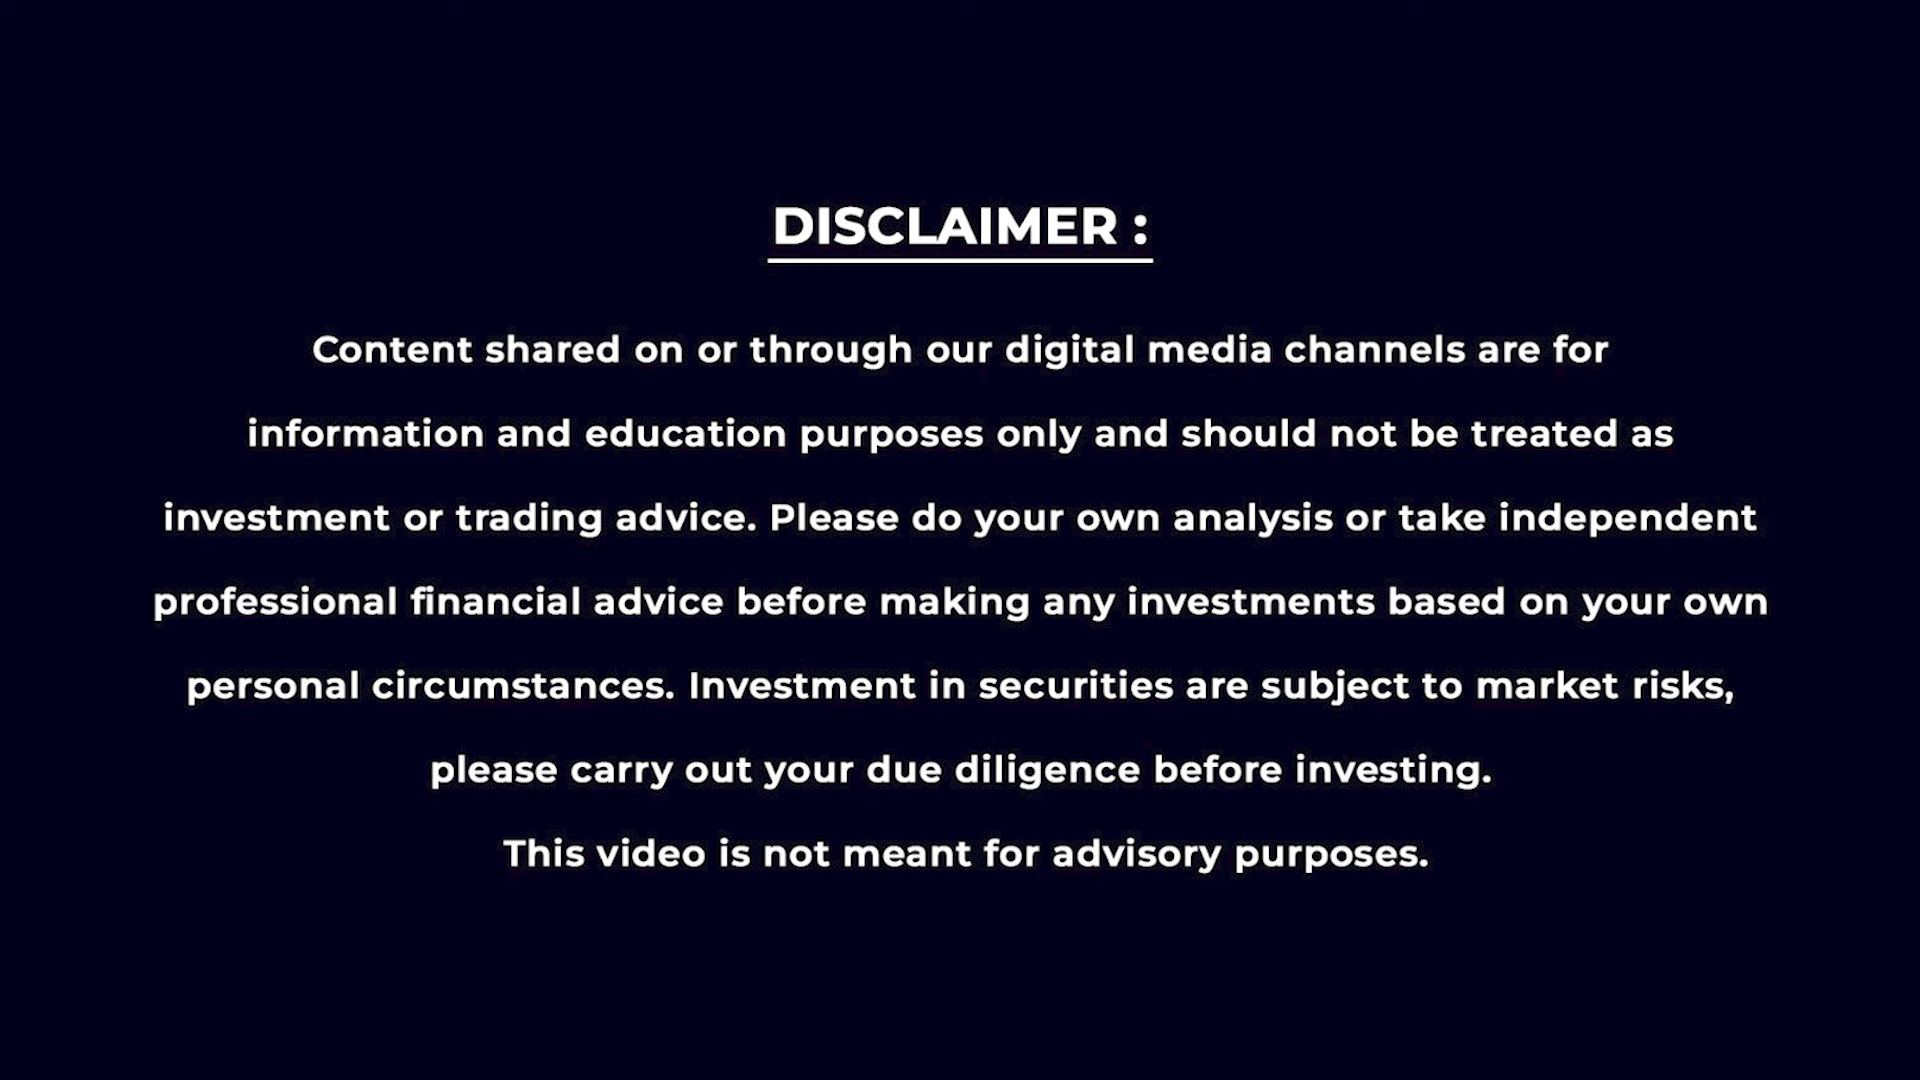 DISCLAIMER :
Content shared on or through our digital media channels are for
information and education purposes only and should not be treated as
investment or trading advice. Please do your own analysis or take independent
professional financial advice before making any investments based on your own
personal circumstances. Investment in securities are subject to market risks,
please carry out your due diligence before investing.
This video is not meant for advisory purposes.